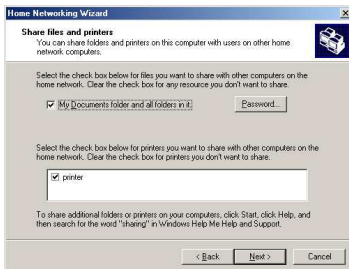 Home Networking Wizard
Share files and printers
You can share folders and printers on this computer with users on other home
network computers.
Select the check box below for files you want to share with other computers on the
home network. Clear the check box for any resource you don't want to share.
My Documents folder and all folders in it.
Password...
Select the check box below for printers you want to share with other computers on the
home network. Clear the check box for printers you don't want to share.
printer
To share additional folders or printers on your computers, click Start, click Help, and
then search for the word "sharing" in Windows Help Me Help and Support.
< Back
Next >
Cancel